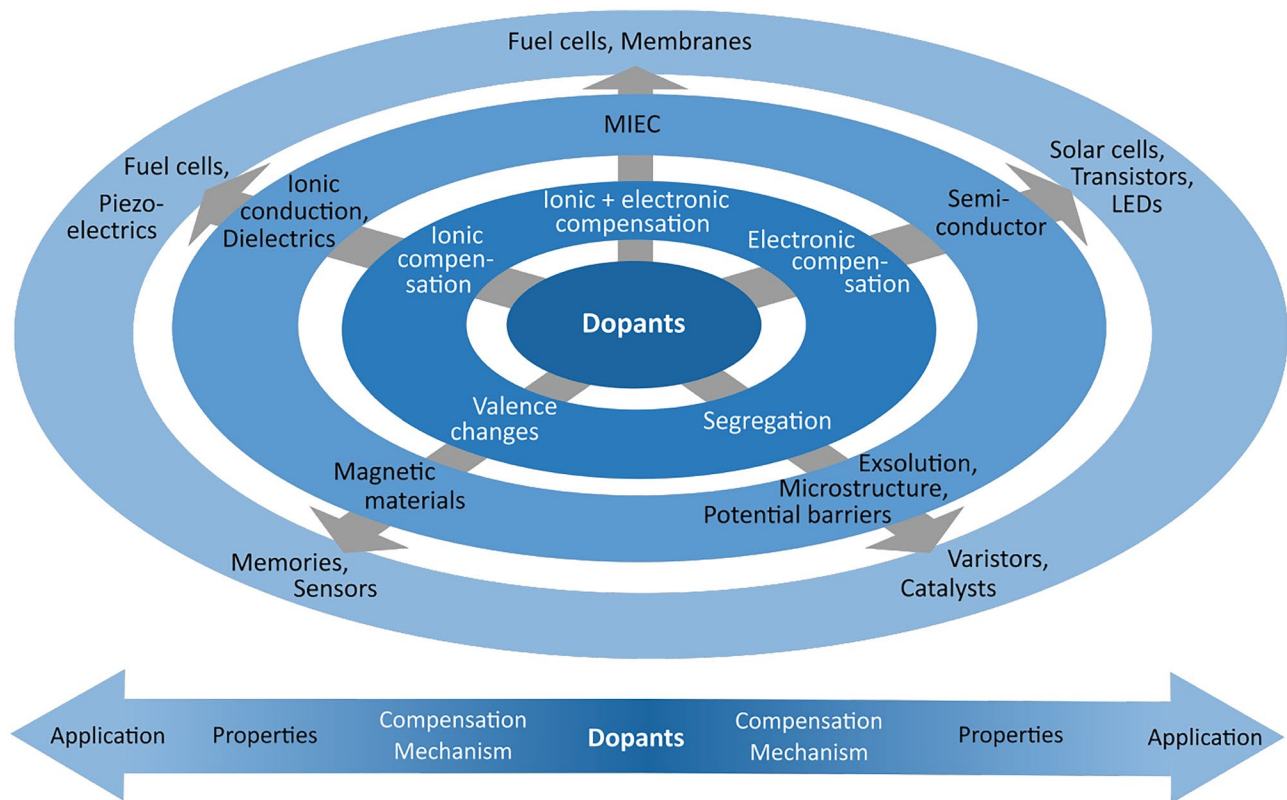 Fuel cells, Membranes
MIEC
Fuel cells,
Piezo-
electrics
Ionic
conduction,
Dielectrics
Ionic
compen-
sation
Ionic + electronic
compensation
Electronic
compen-
sation
Semi-
conductor
Solar cells,
Transistors,
LEDs
Dopants
Valence
changes
Segregation
Magnetic
materials
Exsolution,
Microstructure,
Potential barriers
Memories,
Sensors
Varistors,
Catalysts
Application
Properties
Compensation
Mechanism
Dopants
Compensation
Mechanism
Properties
Application